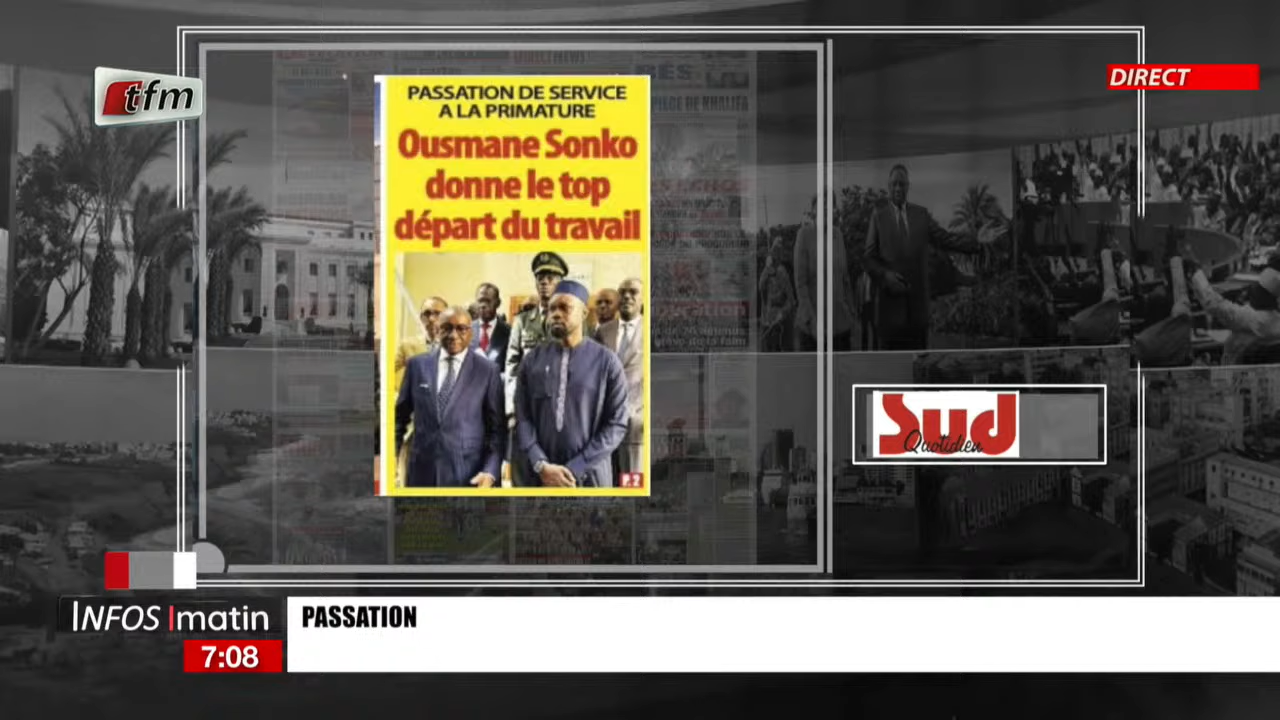 tfm
DIRECT
PASSATION DE SERVICE
A LA PRIMATURE
Ousmane Sonko
donne le top
départ du travail
P. 2
Sud
Quotidien
INFOS matin
7:08
PASSATION